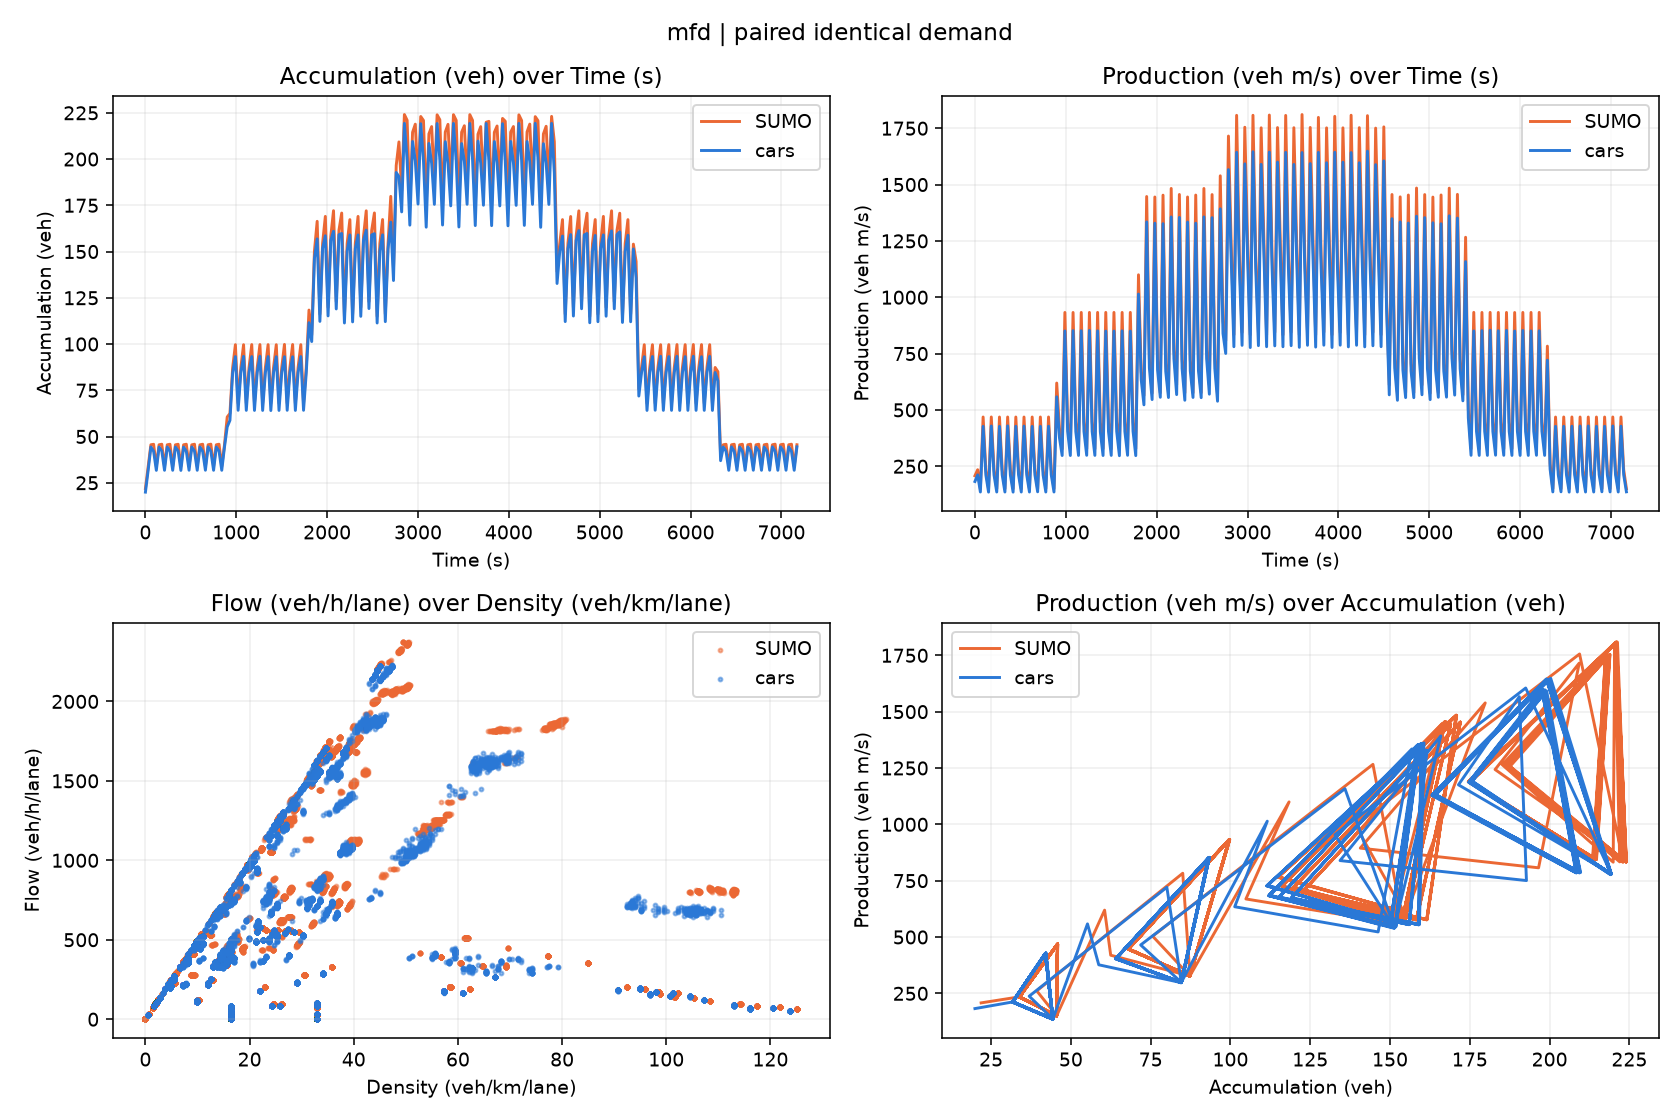 mfd | paired identical demand
Accumulation (veh) over Time (s)
Accumulation (veh)
225
200
175
150
125
100
75
50
25
0 1000 2000 3000 4000 5000 6000 7000
Time (s)
SUMO
cars
Production (veh m/s) over Time (s)
Production (veh m/s)
1750
1500
1250
1000
750
500
250
0 1000 2000 3000 4000 5000 6000 7000
Time (s)
SUMO
cars
Flow (veh/h/lane) over Density (veh/km/lane)
Flow (veh/h/lane)
2000
1500
1000
500
0
0 20 40 60 80 100 120
Density (veh/km/lane)
SUMO
cars
Production (veh m/s) over Accumulation (veh)
Production (veh m/s)
1750
1500
1250
1000
750
500
250
25 50 75 100 125 150 175 200 225
Accumulation (veh)
SUMO
cars